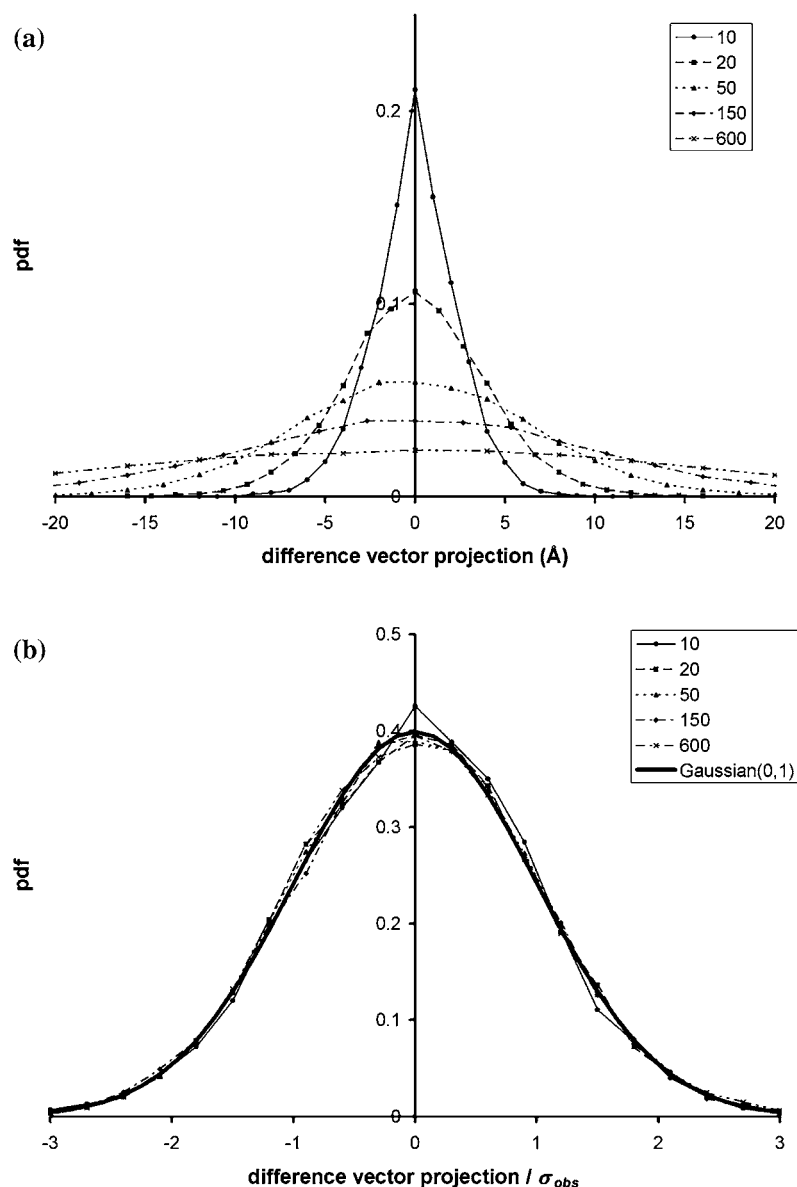 (a)
10
20
50
150
600
0.2
0.1
0
pdf
-20 -15 -10 -5 0 5 10 15 20
difference vector projection (Å)
(b)
10
20
50
150
600
Gaussian(0,1)
0.5
0.4
0.3
0.2
0.1
0
pdf
-3 -2 -1 0 1 2 3
difference vector projection / σobs